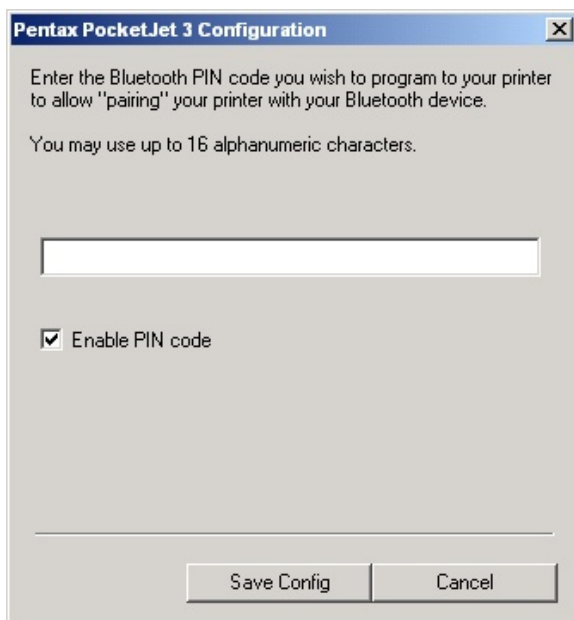 Pentax PocketJet 3 Configuration
Enter the Bluetooth PIN code you wish to program to your printer
to allow "pairing" your printer with your Bluetooth device.
You may use up to 16 alphanumeric characters.
Enable PIN code
Save Config
Cancel